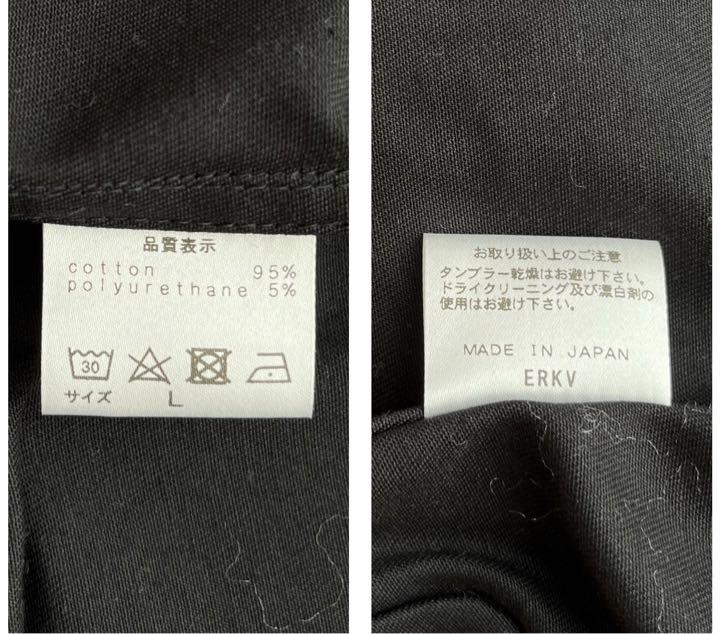 品質表示
cotton 95%
polyurethane 5%
30
サイズ L
お取り扱い上のご注意
タンブラー乾燥はお避け下さい。
ドライクリーニング及び漂白剤の
使用はお避け下さい。
MADE IN JAPAN
ERKV